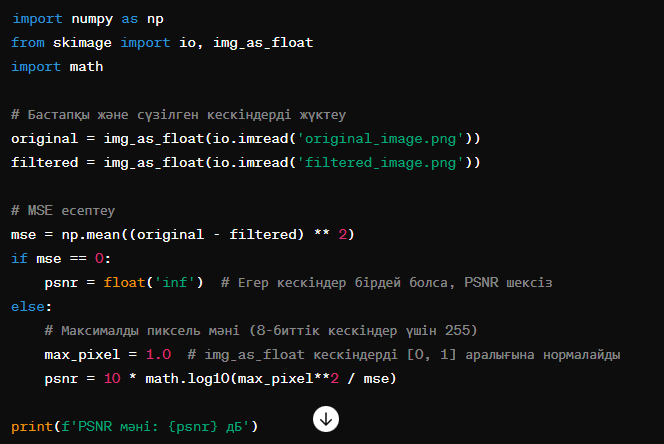 import numpy as np
from skimage import io, img_as_float
import math
# Бастапқы және сүзілген кескіндерді жүктеу
original = img_as_float(io.imread('original_image.png'))
filtered = img_as_float(io.imread('filtered_image.png'))
# MSE есептеу
mse = np.mean((original - filtered) ** 2)
if mse == 0:
    psnr = float('inf')  # Егер кескіндер бірдей болса, PSNR шексіз
else:
    # Максималды пиксель мәні (8-биттік кескіндер үшін 255)
    max_pixel = 1.0  # img_as_float кескіндерді [0, 1] аралығына нормалайды
    psnr = 10 * math.log10(max_pixel**2 / mse)
print(f'PSNR мәні: {psnr} дБ')